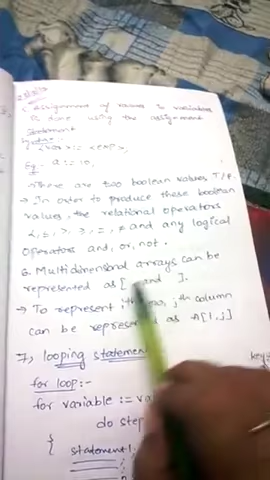 Assignment of values to variables
is done using the assignment
statement
Syntax:-
<var> := <exp>;
Eg:- a := 10;
There are two boolean values T/F.
→ In order to produce these boolean
values, the relational operators
<, ≤, >, ≥, =, ≠ and any logical
operators and, or, not.
6. Multidimensional arrays can be
represented as [ and ].
→ To represent ith row, jth column
can be represented as A[i,j]
7, looping statement
for loop:-
for variable :=
do step
{ statement1;
key